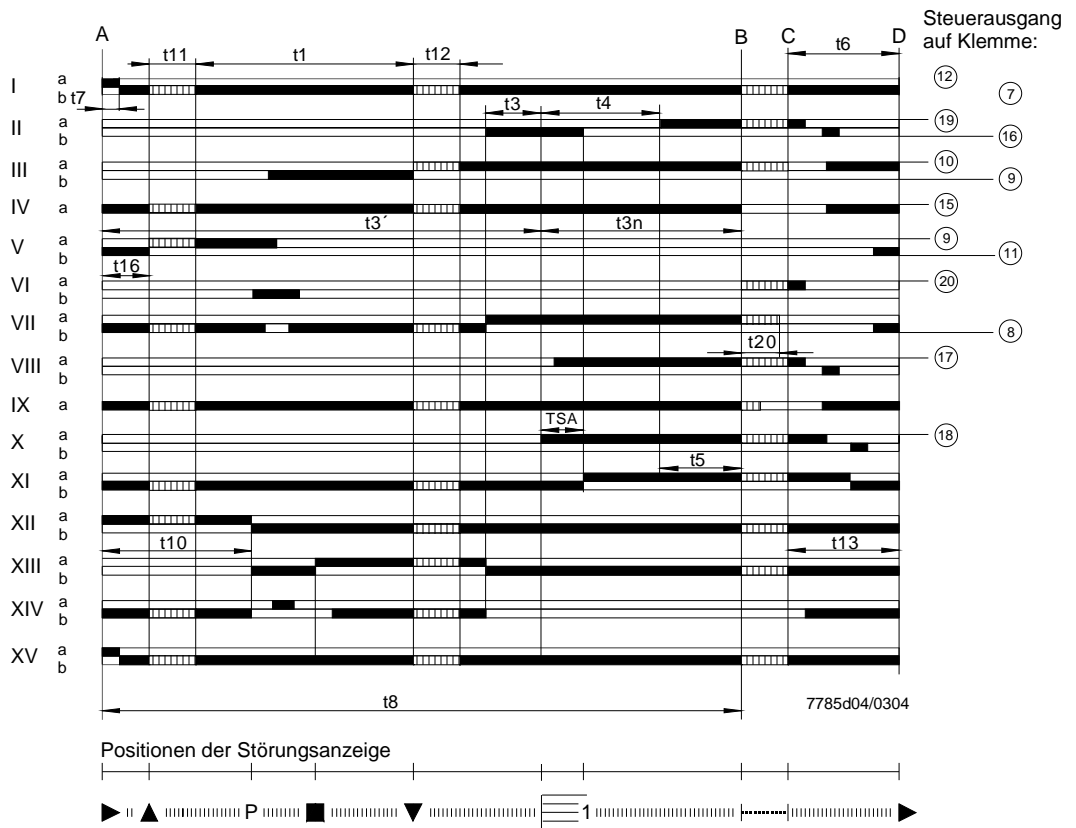 Steuerausgang
auf Klemme:
A B C D
t11 t1 t12 t6
I a b 12 7
t7 t3 t4
II a b 19 16
III a b 10 9
IV a 15
t3´ t3n
V a b 9 11
t16
VI a b 20
VII a b 8
t20
VIII a b 17
IX a
TSA
X a b 18
t5
XI a b
XII a b
t10 t13
XIII a b
XIV a b
XV a b
t8
7785d04/0304
Positionen der Störungsanzeige
P 1